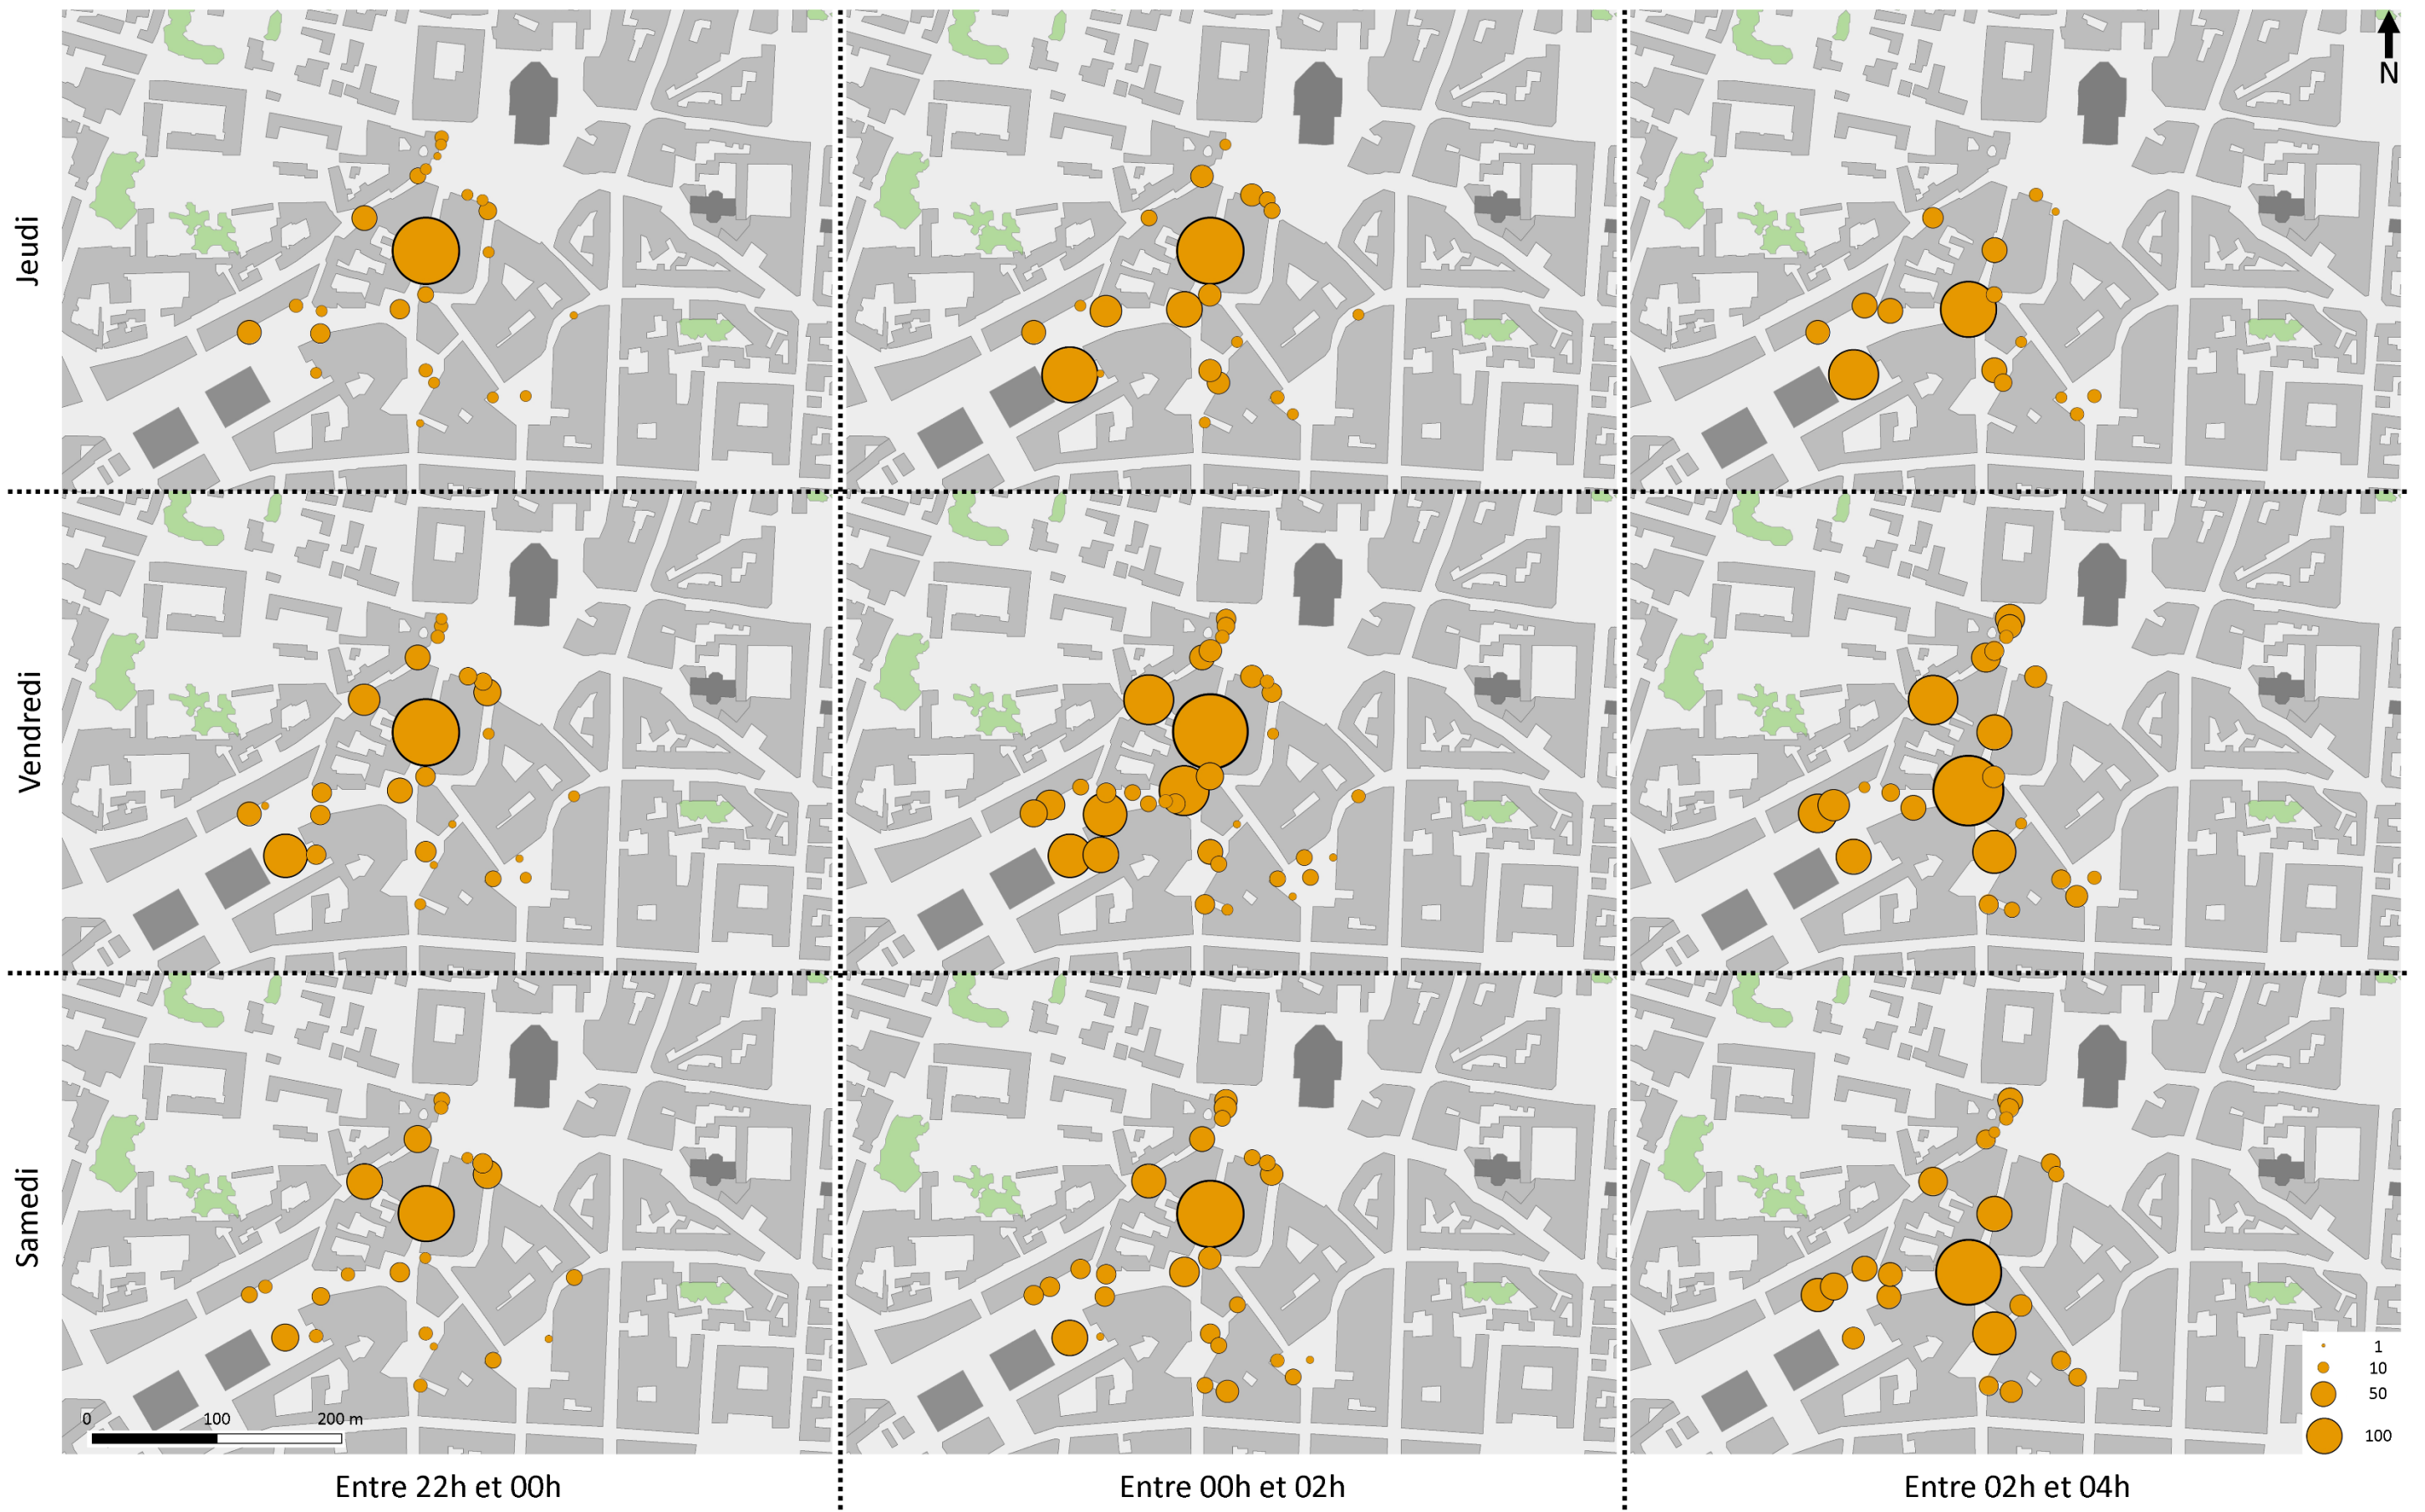 N
Jeudi
Vendredi
Samedi
1
10
50
100
0 100 200 m
Entre 22h et 00h
Entre 00h et 02h
Entre 02h et 04h